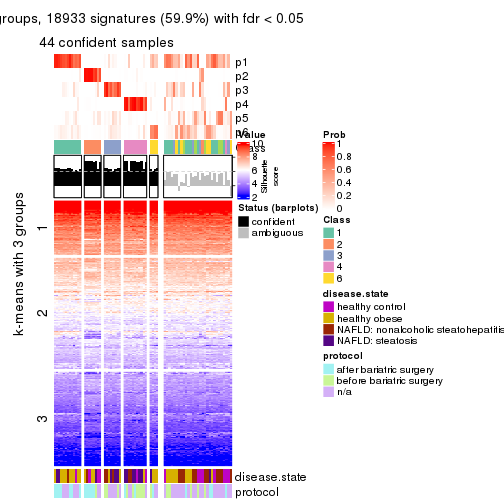 groups, 18933 signatures (59.9%) with fdr < 0.05
44 confident samples
p1
p2
p3
p4
p5
p6
Class
k-means with 3 groups
1
2
3
Silhouette
score
disease.state
protocol
Value
10
8
6
4
2
Status (barplots)
confident
ambiguous
Prob
1
0.8
0.6
0.4
0.2
0
Class
1
2
3
4
6
disease.state
healthy control
healthy obese
NAFLD: nonalcoholic steatohepatitis
NAFLD: steatosis
protocol
after bariatric surgery
before bariatric surgery
n/a